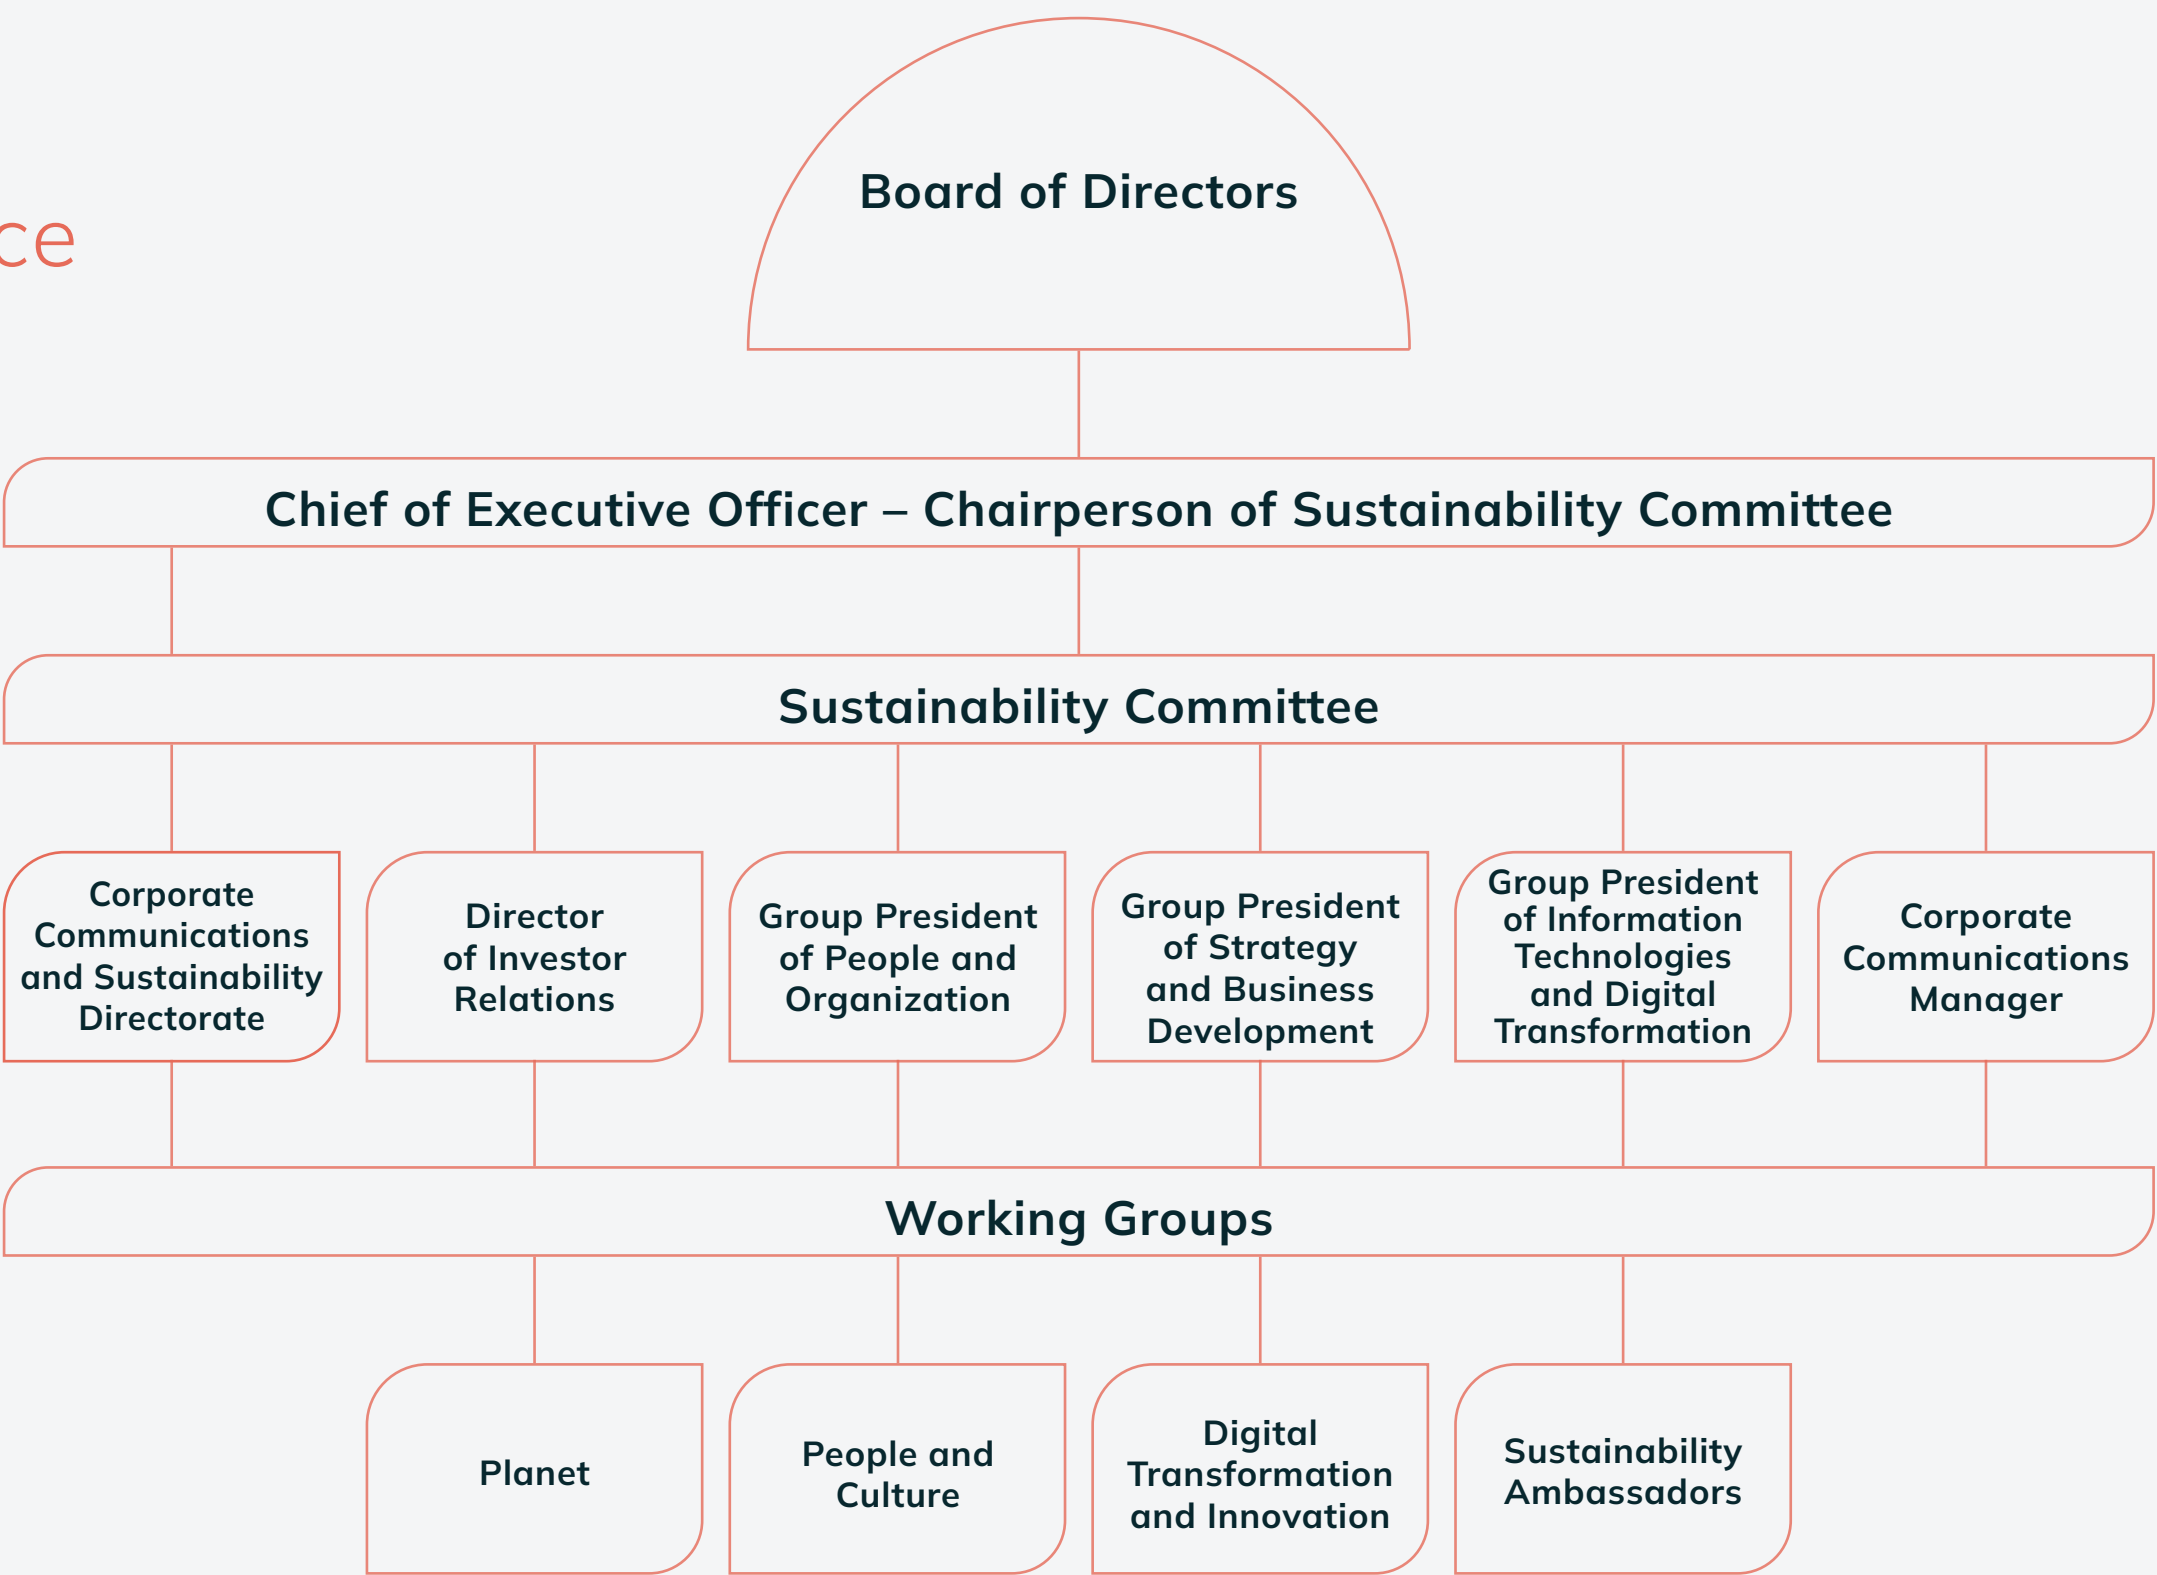 Board of Directors
ce
Chief of Executive Officer – Chairperson of Sustainability Committee
Sustainability Committee
Corporate
Communications
and Sustainability
Directorate
Director
of Investor
Relations
Group President
of People and
Organization
Group President
of Strategy
and Business
Development
Group President
of Information
Technologies
and Digital
Transformation
Corporate
Communications
Manager
Working Groups
Planet
People and
Culture
Digital
Transformation
and Innovation
Sustainability
Ambassadors